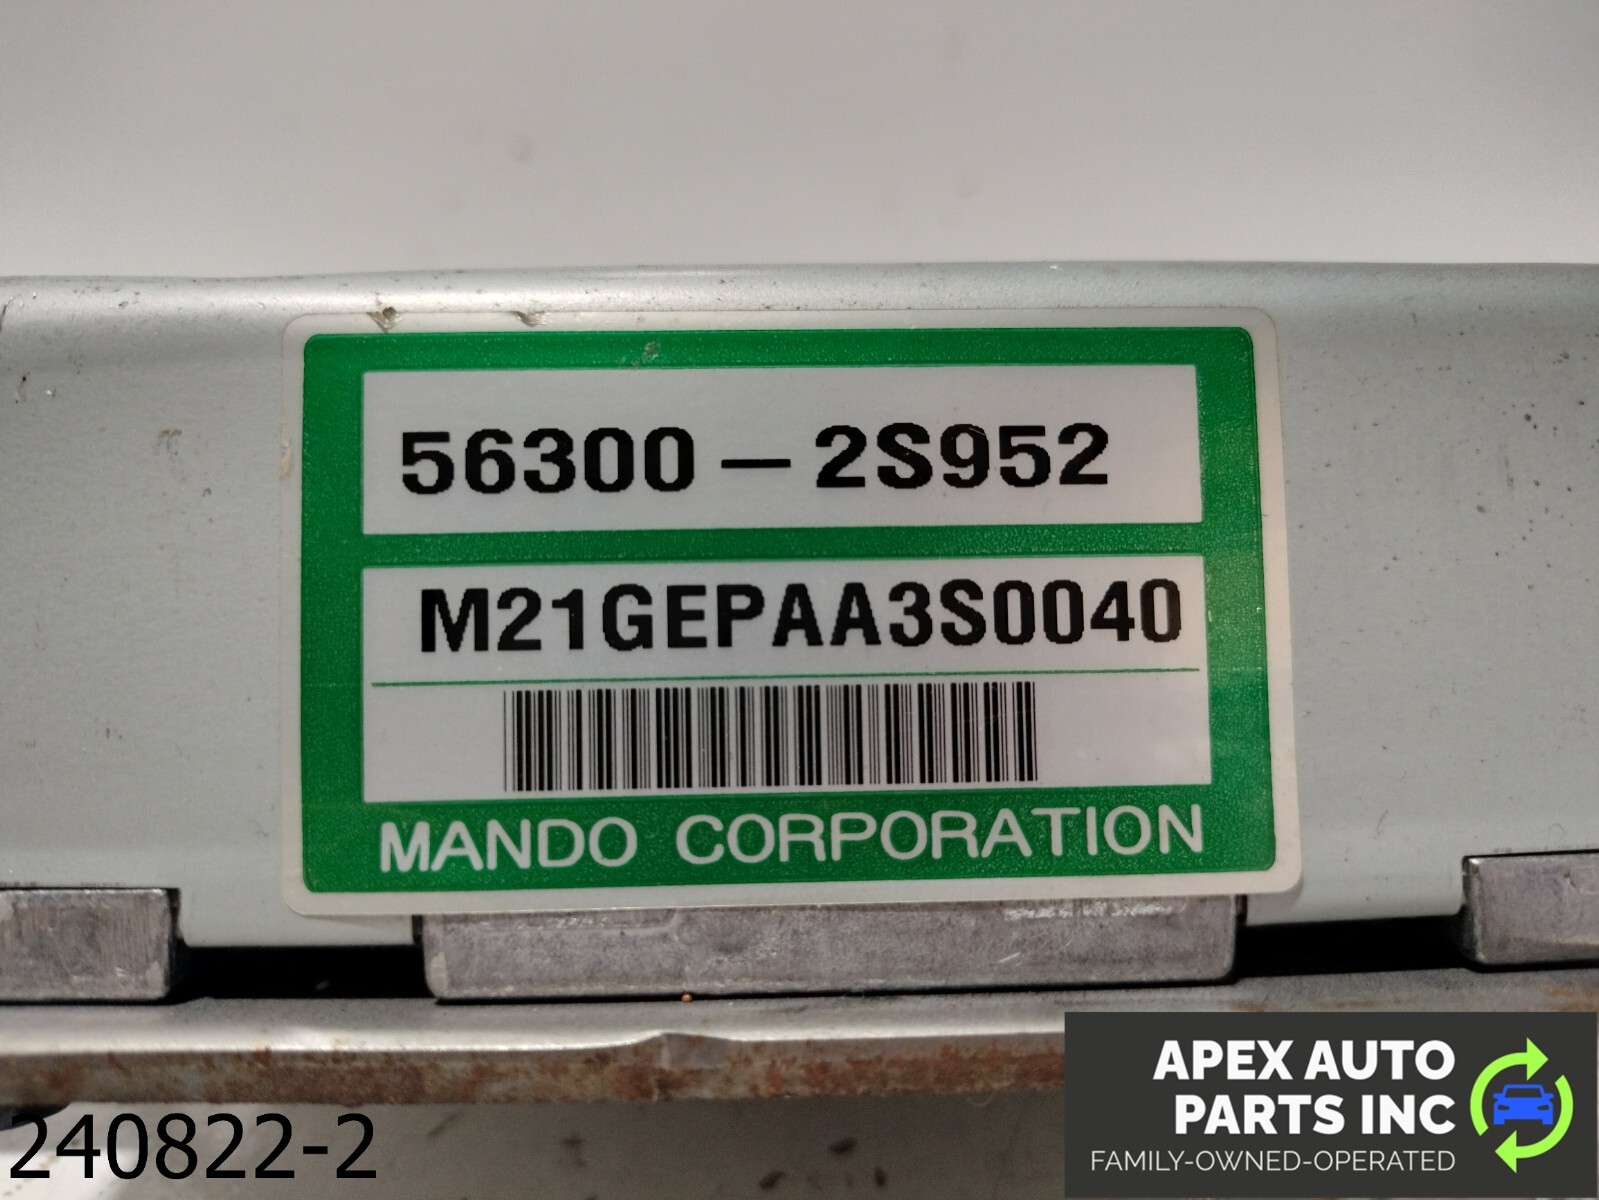 56300-2S952
M21GEPAA3S0040
MANDO CORPORATION
240822-2
APEX AUTO
PARTS INC
FAMILY-OWNED-OPERATED